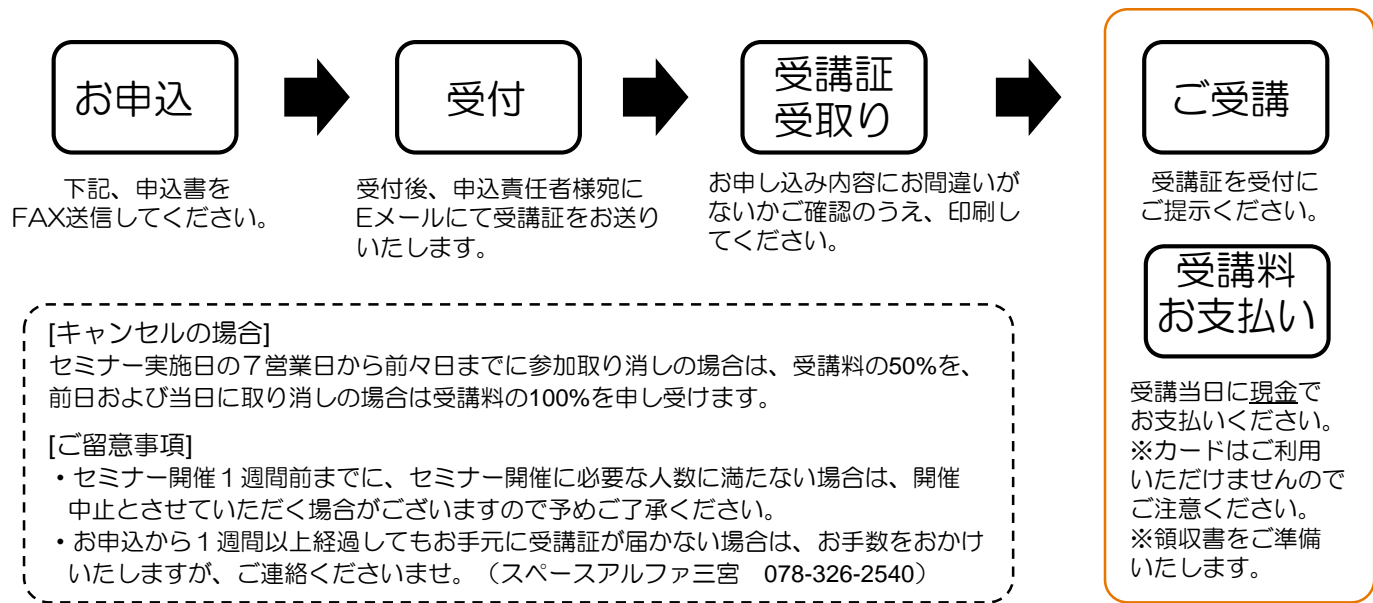 お申込
下記、申込書を
FAX送信してください。
受付
受付後、申込責任者様宛に
Eメールにて受講証をお送り
いたします。
受講証
受取り
お申し込み内容にお間違いが
ないかご確認のうえ、印刷し
てください。
ご受講
受講証を受付に
ご提示ください。
受講料
お支払い
受講当日に現金で
お支払いください。
※カードはご利用
いただけませんので
ご注意ください。
※領収書をご準備
いたします。
[キャンセルの場合]
セミナー実施日の７営業日から前々日までに参加取り消しの場合は、受講料の50%を、
前日および当日に取り消しの場合は受講料の100%を申し受けます。
[ご留意事項]
・セミナー開催１週間前までに、セミナー開催に必要な人数に満たない場合は、開催
中止とさせていただく場合がございますので予めご了承ください。
・お申込から１週間以上経過してもお手元に受講証が届かない場合は、お手数をおかけ
いたしますが、ご連絡くださいませ。（スペースアルファ三宮　078-326-2540）